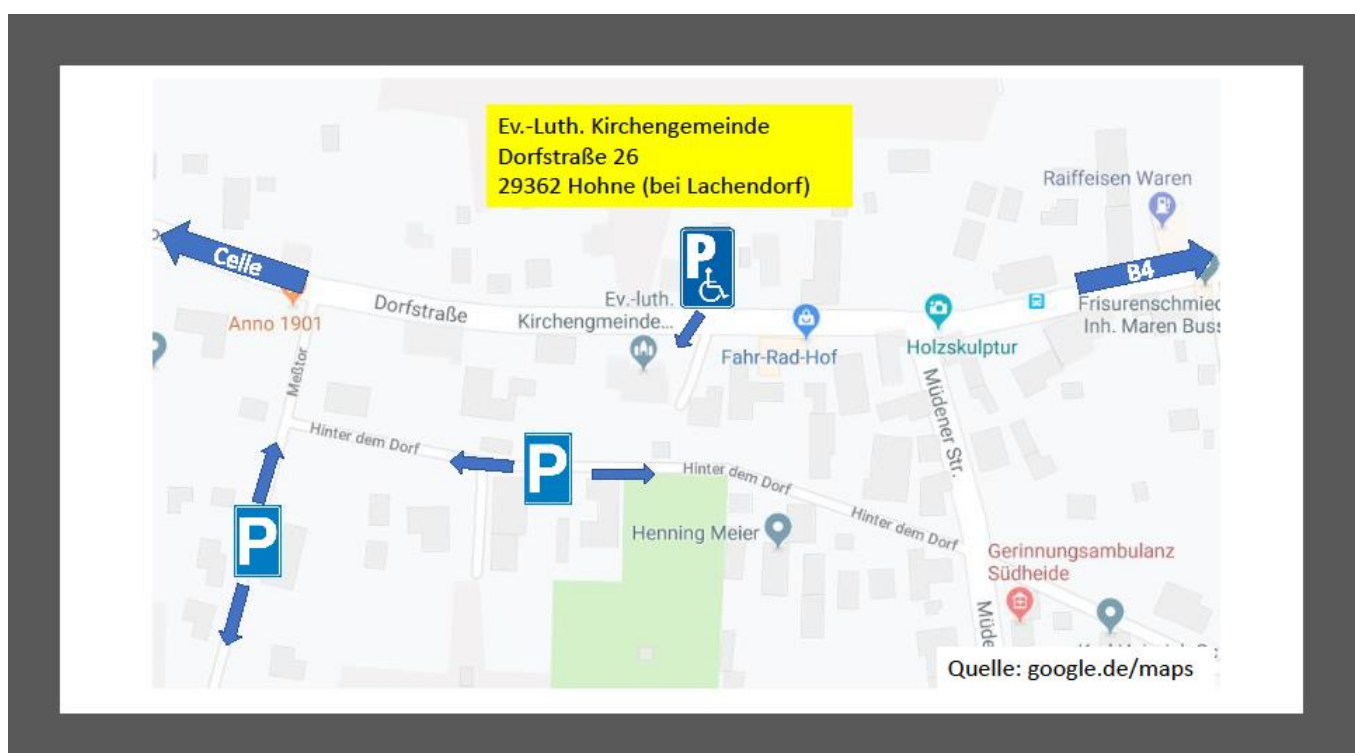 Ev.-Luth. Kirchengemeinde
Dorfstraße 26
29362 Hohne (bei Lachendorf)
Raiffeisen Waren
P
Celle
B4
Dorfstraße
Ev.-luth.
Kirchengmeinde...
Anno 1901
Fahr-Rad-Hof
Holzskulptur
Frisurenschmied
Inh. Maren Buss
Meßtor
Müdener Str.
Hinter dem Dorf
P
Hinter dem Dorf
P
Henning Meier
Hinter dem Dorf
Gerinnungsambulanz
Südheide
Müde
Quelle: google.de/maps